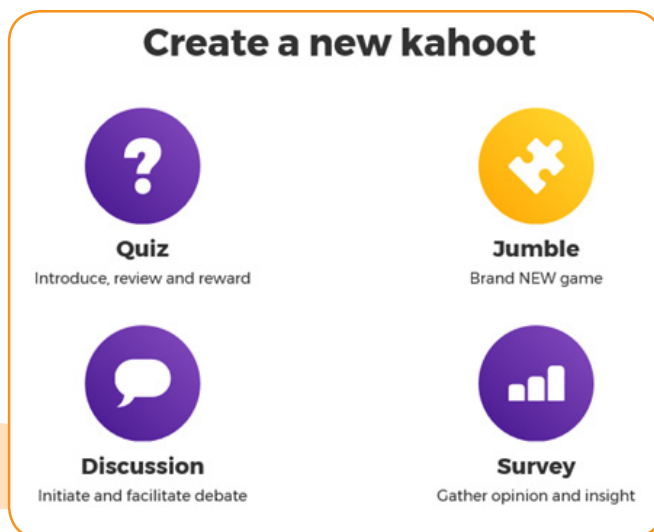 Create a new kahoot
Quiz
Introduce, review and reward
Jumble
Brand NEW game
Discussion
Initiate and facilitate debate
Survey
Gather opinion and insight